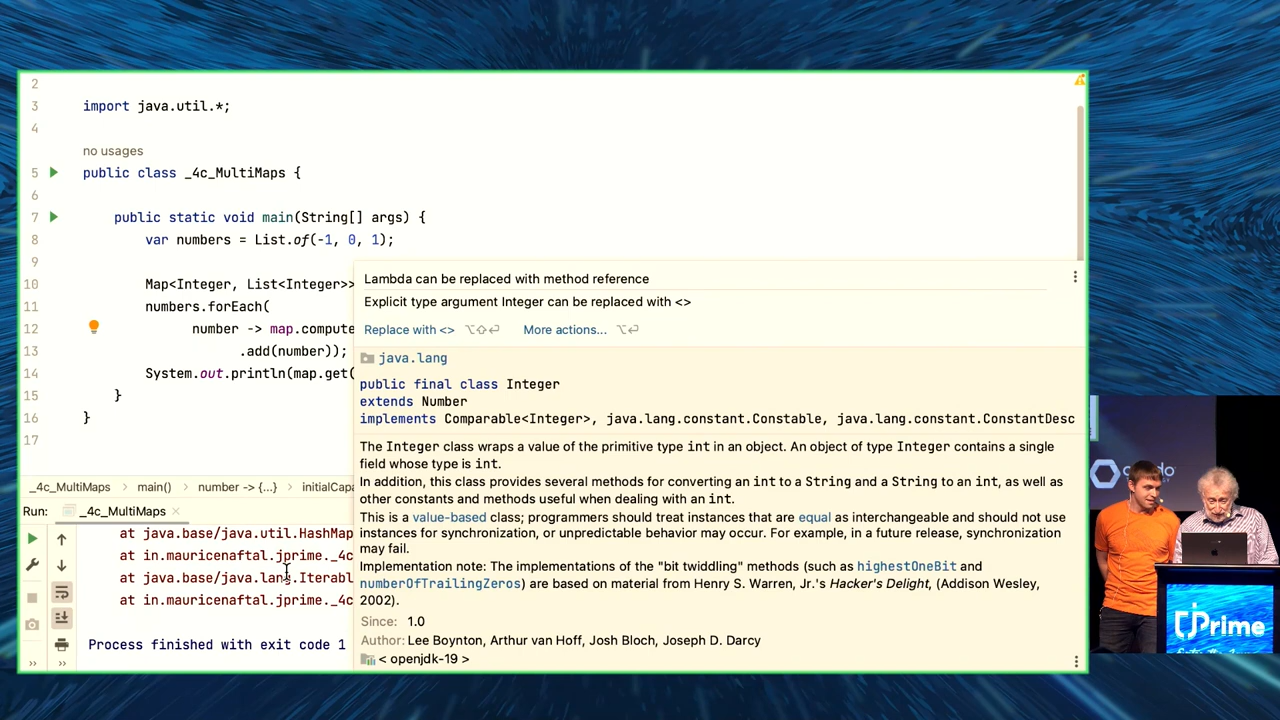 2
3 import java.util.*;
4
no usages
5 public class _4c_MultiMaps {
6
7 public static void main(String[] args) {
8 var numbers = List.of(-1, 0, 1);
9
10 Map<Integer, List<Integer>>
11 numbers.forEach(
12 number -> map.compute
13 .add(number));
14 System.out.println(map.get(
15 }
16 }
17
Lambda can be replaced with method reference
Explicit type argument Integer can be replaced with <>
Replace with <> ⌥⇧⏎ More actions... ⌥⏎
java.lang
public final class Integer
extends Number
implements Comparable<Integer>, java.lang.constant.Constable, java.lang.constant.ConstantDesc
The Integer class wraps a value of the primitive type int in an object. An object of type Integer contains a single
field whose type is int.
In addition, this class provides several methods for converting an int to a String and a String to an int, as well as
other constants and methods useful when dealing with an int.
This is a value-based class; programmers should treat instances that are equal as interchangeable and should not use
instances for synchronization, or unpredictable behavior may occur. For example, in a future release, synchronization
may fail.
Implementation note: The implementations of the "bit twiddling" methods (such as highestOneBit and
numberOfTrailingZeros) are based on material from Henry S. Warren, Jr.'s Hacker's Delight, (Addison Wesley,
2002).
Since: 1.0
Author: Lee Boynton, Arthur van Hoff, Josh Bloch, Joseph D. Darcy
< openjdk-19 >
_4c_MultiMaps > main() > number -> {...} > initialCapa
Run: _4c_MultiMaps ×
at java.base/java.util.HashMap
at in.mauricenaftal.jprime._4c
at java.base/java.lang.Iterabl
at in.mauricenaftal.jprime._4c
Process finished with exit code 1
jPrime